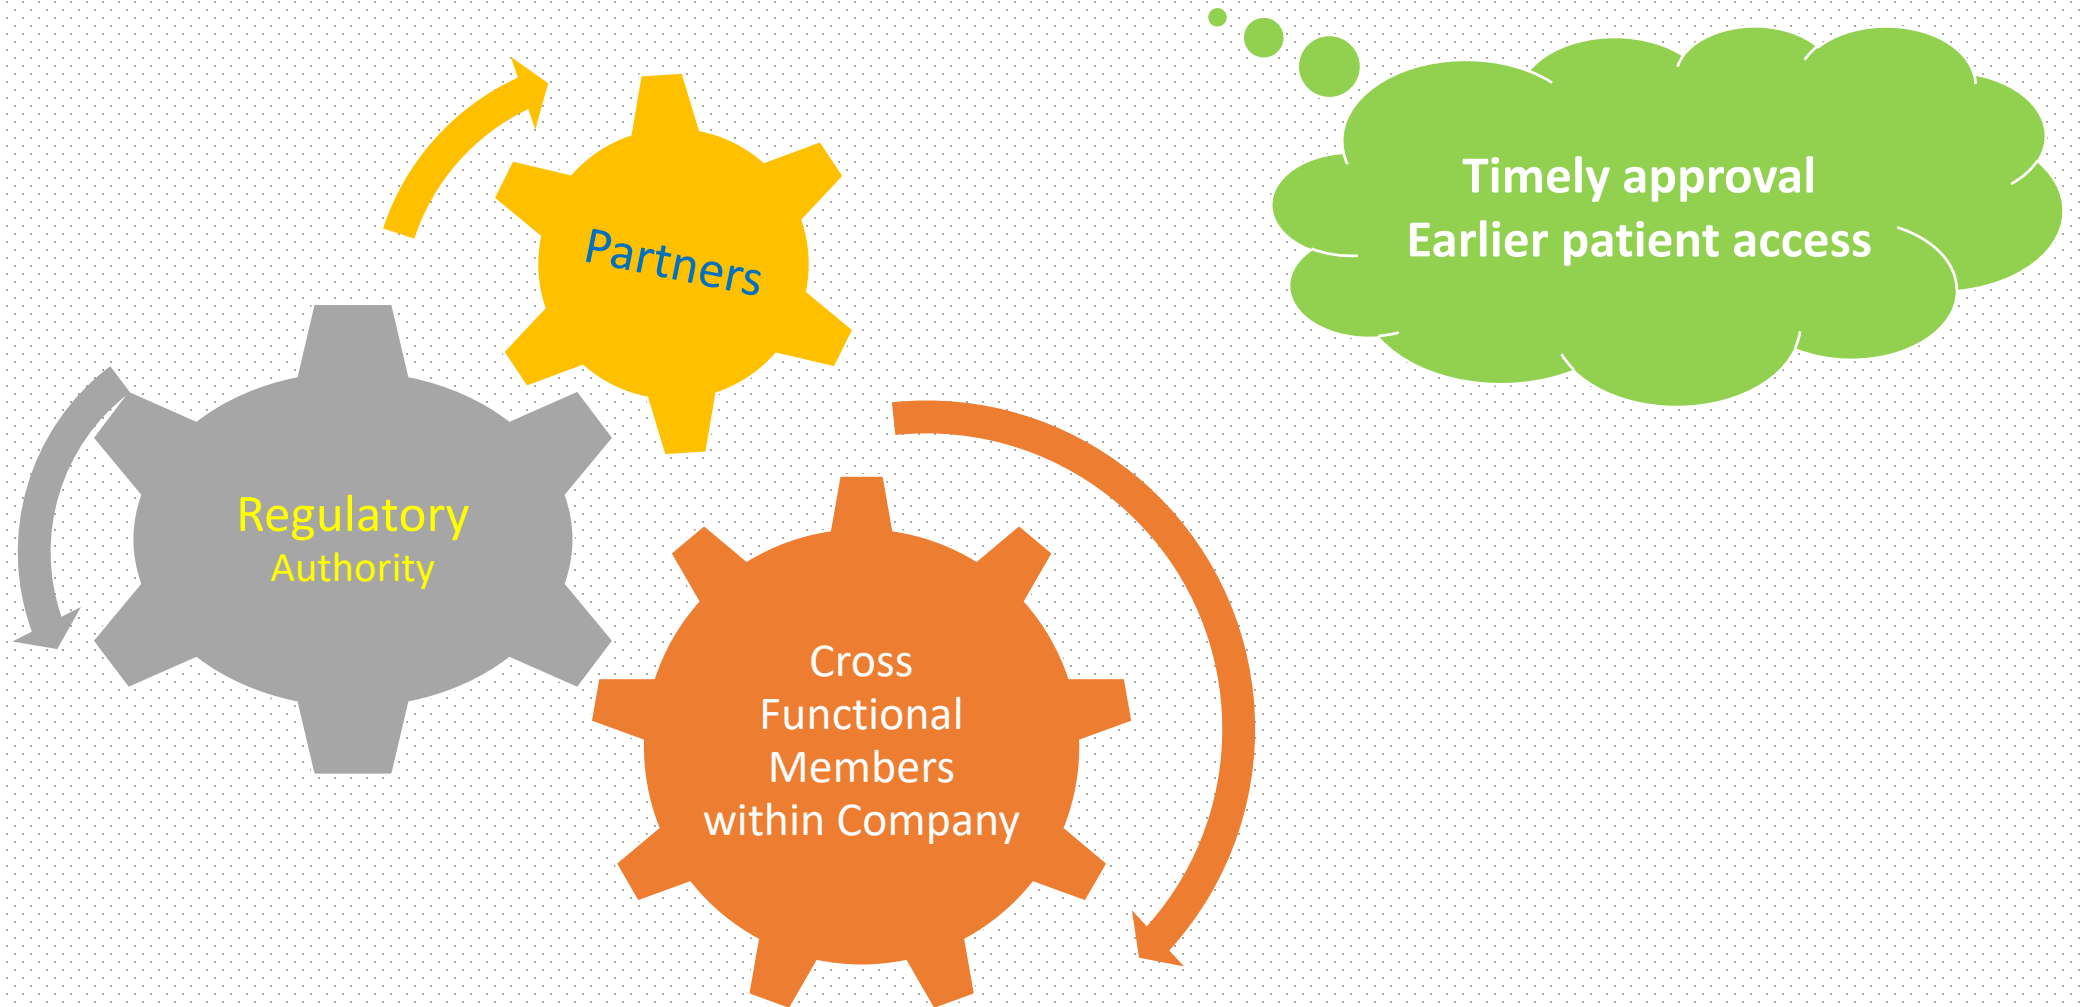 Partners
Regulatory
Authority
Cross
Functional
Members
within Company
Timely approval
Earlier patient access